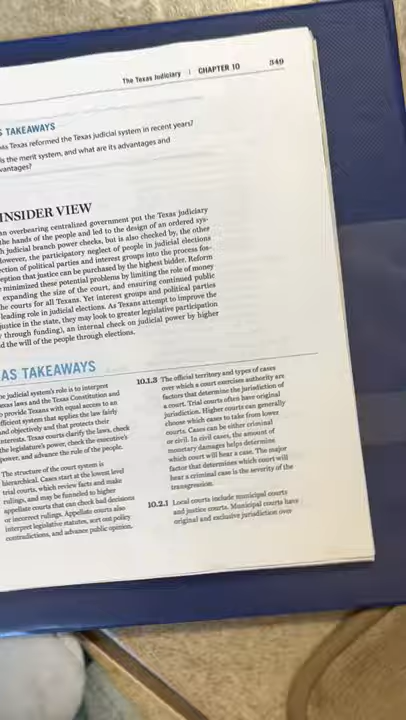 The Texas Judiciary | CHAPTER 10 349
S TAKEAWAYS
as Texas reformed the Texas judicial system in recent years?
is the merit system, and what are its advantages and
vantages?
INSIDER VIEW
an overbearing centralized government put the Texas judiciary
the hands of the people and led to the design of an ordered sys-
h judicial branch power checks, but is also checked by, the other
However, the participatory neglect of people in judicial elections
ection of political parties and interest groups into the process fos-
eption that justice can be purchased by the highest bidder. Reform
minimized these potential problems by limiting the role of money
expanding the size of the court, and ensuring continued public
he courts for all Texans. Yet interest groups and political parties
leading role in judicial elections. As Texans attempt to improve the
justice in the state, they may look to greater legislative participation
through funding), an internal check on judicial power by higher
d the will of the people through elections.
AS TAKEAWAYS
he judicial system's role is to interpret
exas laws and the Texas Constitution and
provide Texans with equal access to an
fficient system that applies the law fairly
and objectively and that protects their
interests. Texas courts clarify the laws, check
the legislature's power, check the executive's
power, and advance the rule of the people.
The structure of the court system is
hierarchical. Cases start at the lowest level
trial courts, which review facts and make
rulings, and may be funneled to higher
appellate courts that can check bad decisions
or incorrect rulings. Appellate courts also
interpret legislative statutes, sort out policy
contradictions, and advance public opinion.
10.1.3 The official territory and types of cases
over which a court exercises authority are
factors that determine the jurisdiction of
a court. Trial courts often have original
jurisdiction. Higher courts can generally
choose which cases to take from lower
courts. Cases can be either criminal
or civil. In civil cases, the amount of
monetary damages helps determine
which court will hear a case. The major
factor that determines which court will
hear a criminal case is the severity of the
transgression.
10.2.1 Local courts include municipal courts
and justice courts. Municipal courts have
original and exclusive jurisdiction over